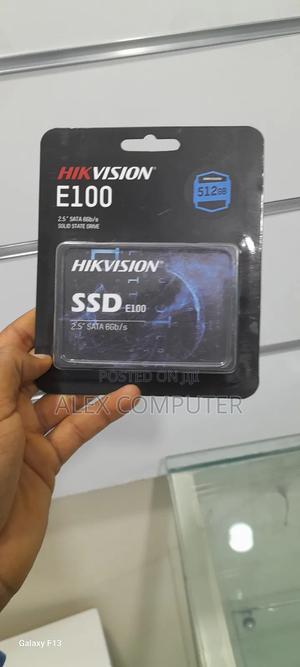 HIKVISION
E100
2.5" SATA 6Gb/s
SOLID STATE DRIVE
HIKVISION
512GB
HIKVISION
SSD E100
2.5" SATA 6Gb/s
POSTED ON
ALEX COMPUTER
Galaxy F13